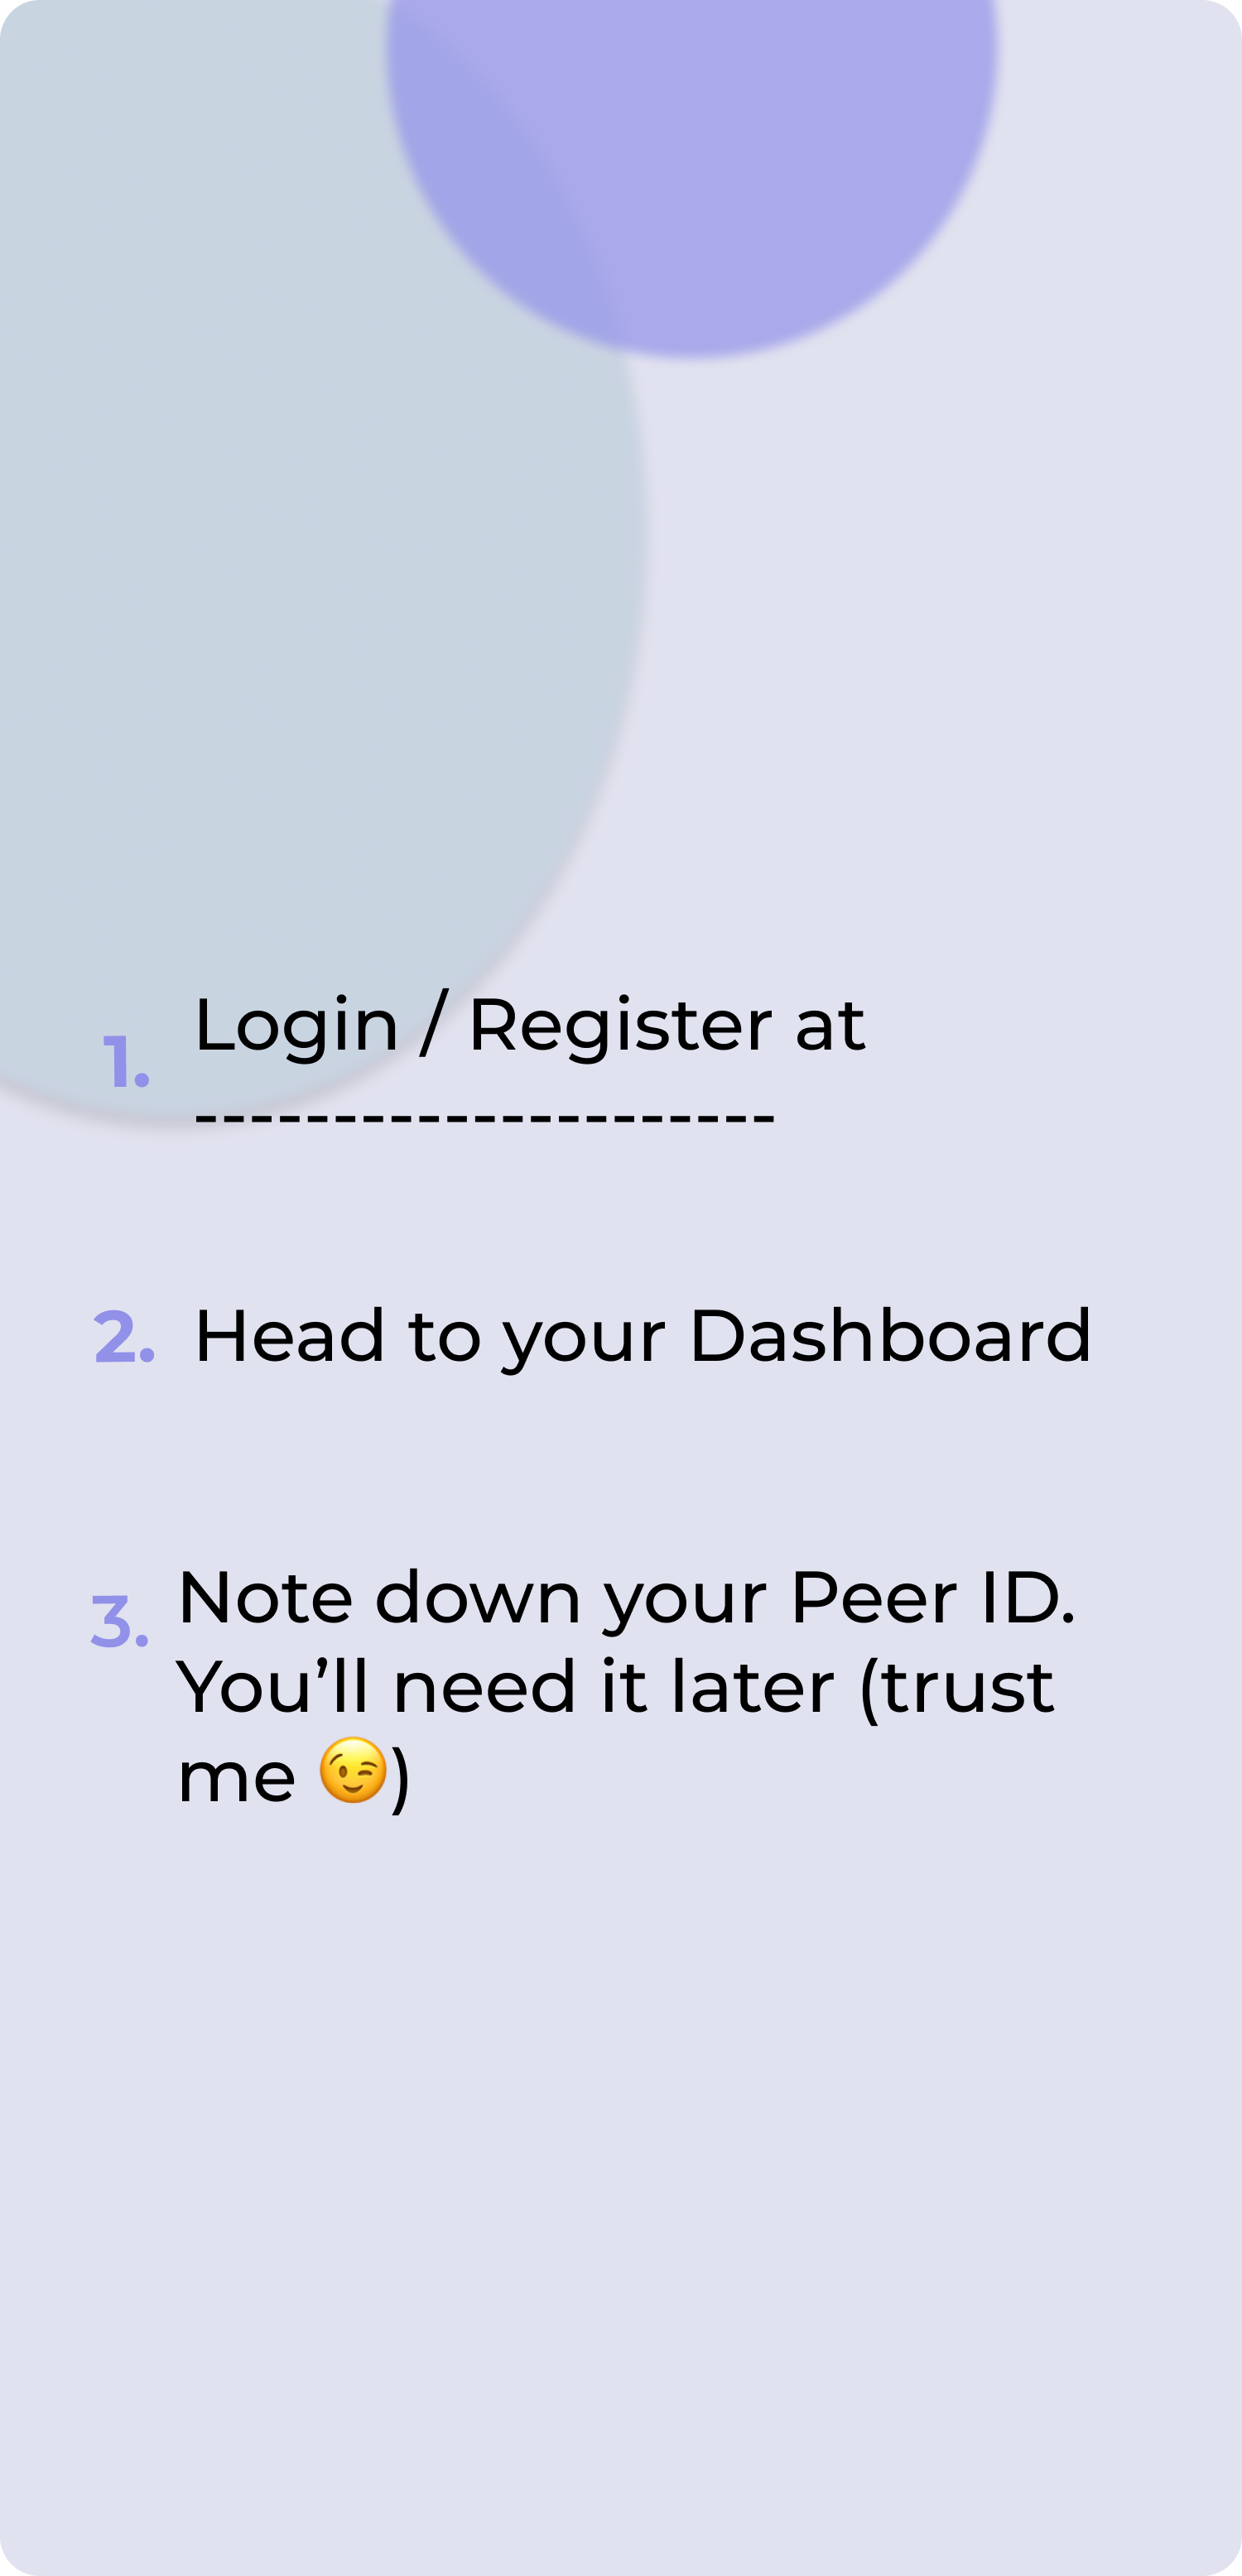 1. Login / Register at
---------------------
2. Head to your Dashboard
3. Note down your Peer ID.
You’ll need it later (trust
me 😉)